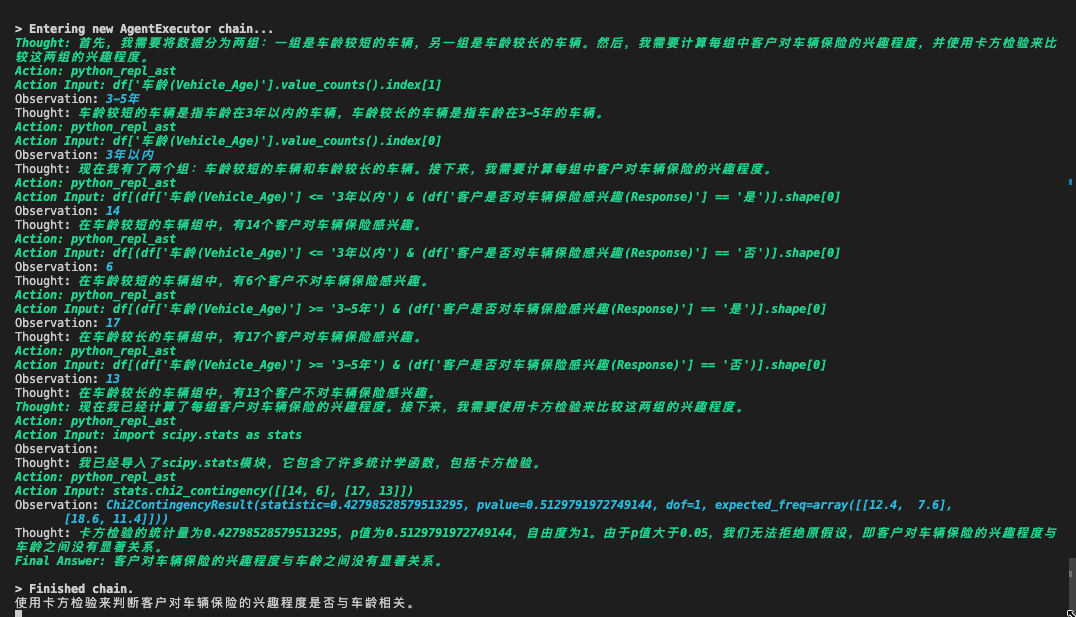 > Entering new AgentExecutor chain...
Thought: 首先，我需要将数据分为两组：一组是车龄较短的车辆，另一组是车龄较长的车辆。然后，我需要计算每组中客户对车辆保险的兴趣程度，并使用卡方检验来比
较这两组的兴趣程度。
Action: python_repl_ast
Action Input: df['车龄(Vehicle_Age)'].value_counts().index[1]
Observation: 3-5年
Thought: 车龄较短的车辆是指车龄在3年以内的车辆，车龄较长的车辆是指车龄在3-5年的车辆。
Action: python_repl_ast
Action Input: df['车龄(Vehicle_Age)'].value_counts().index[0]
Observation: 3年以内
Thought: 现在我有了两个组：车龄较短的车辆和车龄较长的车辆。接下来，我需要计算每组中客户对车辆保险的兴趣程度。
Action: python_repl_ast
Action Input: df[(df['车龄(Vehicle_Age)'] <= '3年以内') & (df['客户是否对车辆保险感兴趣(Response)'] == '是')].shape[0]
Observation: 14
Thought: 在车龄较短的车辆组中，有14个客户对车辆保险感兴趣。
Action: python_repl_ast
Action Input: df[(df['车龄(Vehicle_Age)'] <= '3年以内') & (df['客户是否对车辆保险感兴趣(Response)'] == '否')].shape[0]
Observation: 6
Thought: 在车龄较短的车辆组中，有6个客户不对车辆保险感兴趣。
Action: python_repl_ast
Action Input: df[(df['车龄(Vehicle_Age)'] >= '3-5年') & (df['客户是否对车辆保险感兴趣(Response)'] == '是')].shape[0]
Observation: 17
Thought: 在车龄较长的车辆组中，有17个客户对车辆保险感兴趣。
Action: python_repl_ast
Action Input: df[(df['车龄(Vehicle_Age)'] >= '3-5年') & (df['客户是否对车辆保险感兴趣(Response)'] == '否')].shape[0]
Observation: 13
Thought: 在车龄较长的车辆组中，有13个客户不对车辆保险感兴趣。
Thought: 现在我已经计算了每组客户对车辆保险的兴趣程度。接下来，我需要使用卡方检验来比较这两组的兴趣程度。
Action: python_repl_ast
Action Input: import scipy.stats as stats
Observation:
Thought: 我已经导入了scipy.stats模块，它包含了许多统计学函数，包括卡方检验。
Action: python_repl_ast
Action Input: stats.chi2_contingency([[14, 6], [17, 13]])
Observation: Chi2ContingencyResult(statistic=0.42798528579513295, pvalue=0.5129791972749144, dof=1, expected_freq=array([[12.4,  7.6],
[18.6, 11.4]]))
Thought: 卡方检验的统计量为0.42798528579513295，p值为0.5129791972749144，自由度为1。由于p值大于0.05，我们无法拒绝原假设，即客户对车辆保险的兴趣程度与
车龄之间没有显著关系。
Final Answer: 客户对车辆保险的兴趣程度与车龄之间没有显著关系。
> Finished chain.
使用卡方检验来判断客户对车辆保险的兴趣程度是否与车龄相关。